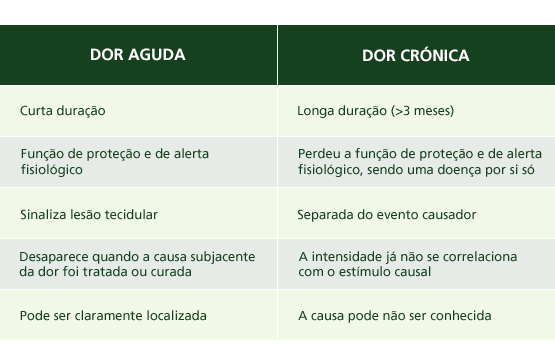 DOR AGUDA
DOR CRÓNICA
Curta duração
Longa duração (>3 meses)
Função de proteção e de alerta
fisiológico
Perdeu a função de proteção e de alerta
fisiológico, sendo uma doença por si só
Sinaliza lesão tecidular
Separada do evento causador
Desaparece quando a causa subjacente
da dor foi tratada ou curada
A intensidade já não se correlaciona
com o estímulo causal
Pode ser claramente localizada
A causa pode não ser conhecida